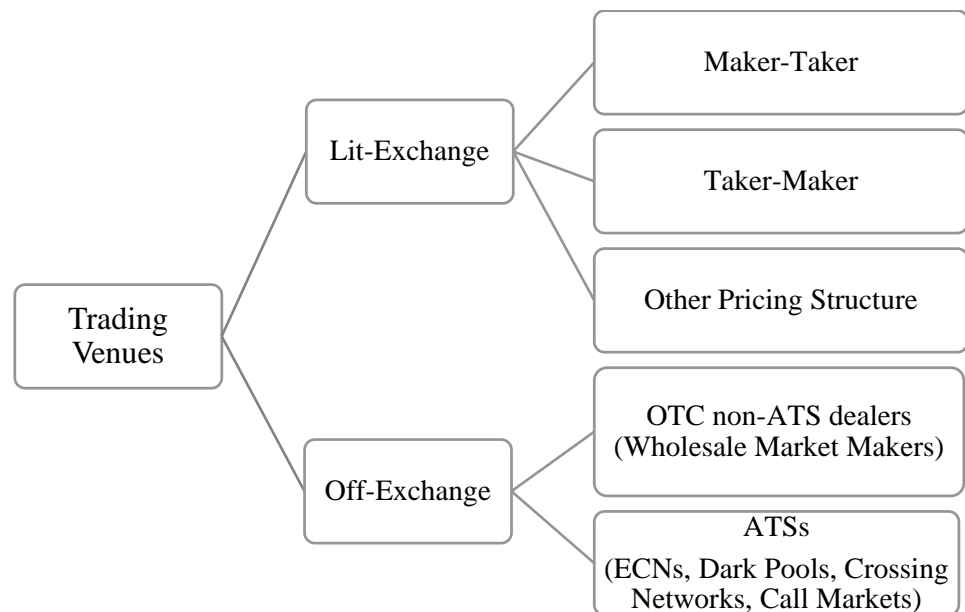 Maker-Taker
Lit-Exchange
Taker-Maker
Other Pricing Structure
Trading
Venues
OTC non-ATS dealers
(Wholesale Market Makers)
Off-Exchange
ATSs
(ECNs, Dark Pools, Crossing
Networks, Call Markets)